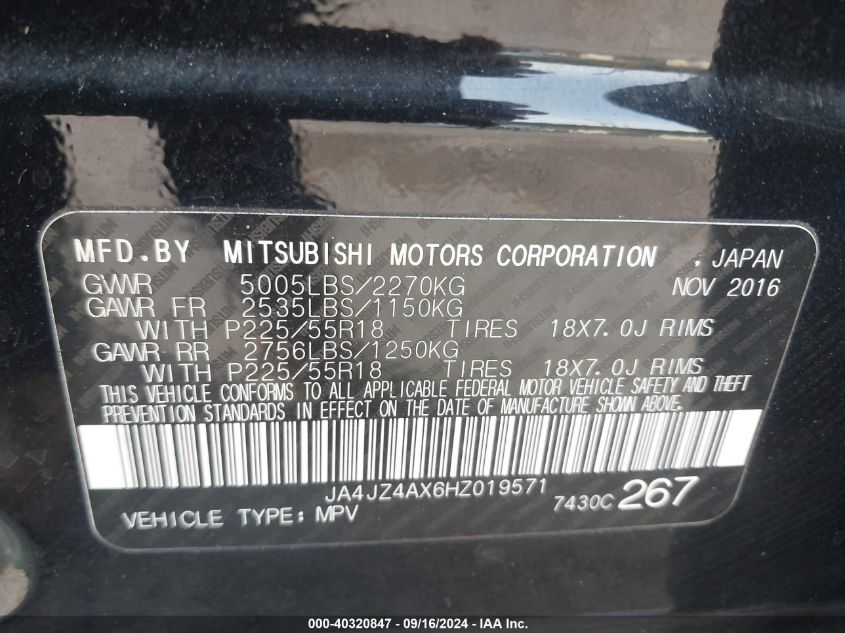 MFD.BY MITSUBISHI MOTORS CORPORATION , JAPAN
GVWR 5005LBS/2270KG NOV 2016
GAWR FR 2535LBS/1150KG
WITH P225/55R18 TIRES 18X7.0J RIMS
GAWR RR 2756LBS/1250KG
WITH P225/55R18 TIRES 18X7.0J RIMS
THIS VEHICLE CONFORMS TO ALL APPLICABLE FEDERAL MOTOR VEHICLE SAFETY AND THEFT
PREVENTION STANDARDS IN EFFECT ON THE DATE OF MANUFACTURE SHOWN ABOVE.
JA4JZ4AX6HZ019571
VEHICLE TYPE: MPV 7430C 267
000-40320847 - 09/16/2024 - IAA Inc.